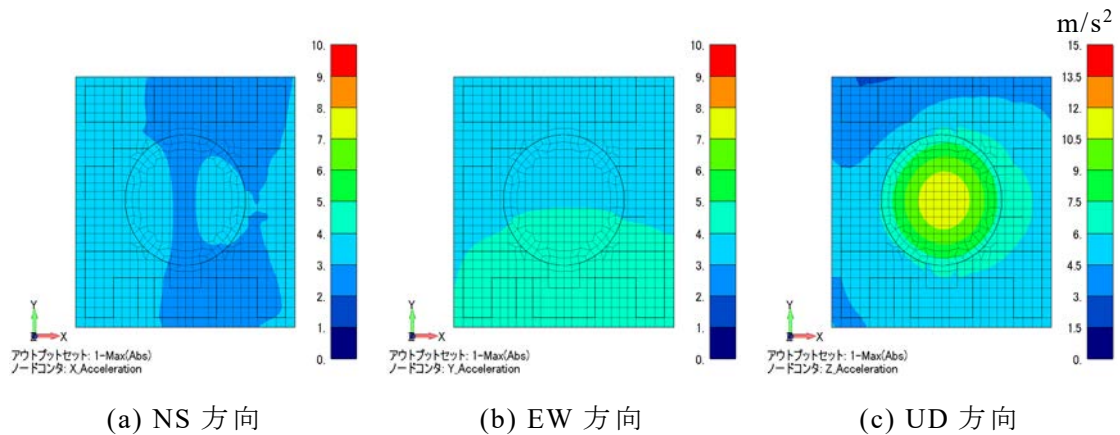 m/s²
10.
9.
8.
7.
6.
5.
4.
3.
2.
1.
0.
Y
Z
X
アウトプットセット: 1-Max(Abs)
ノードコンタ: X_Acceleration
(a) NS 方向
10.
9.
8.
7.
6.
5.
4.
3.
2.
1.
0.
Y
Z
X
アウトプットセット: 1-Max(Abs)
ノードコンタ: Y_Acceleration
(b) EW 方向
15.
13.5
12.
10.5
9.
7.5
6.
4.5
3.
1.5
0.
Y
Z
X
アウトプットセット: 1-Max(Abs)
ノードコンタ: Z_Acceleration
(c) UD 方向